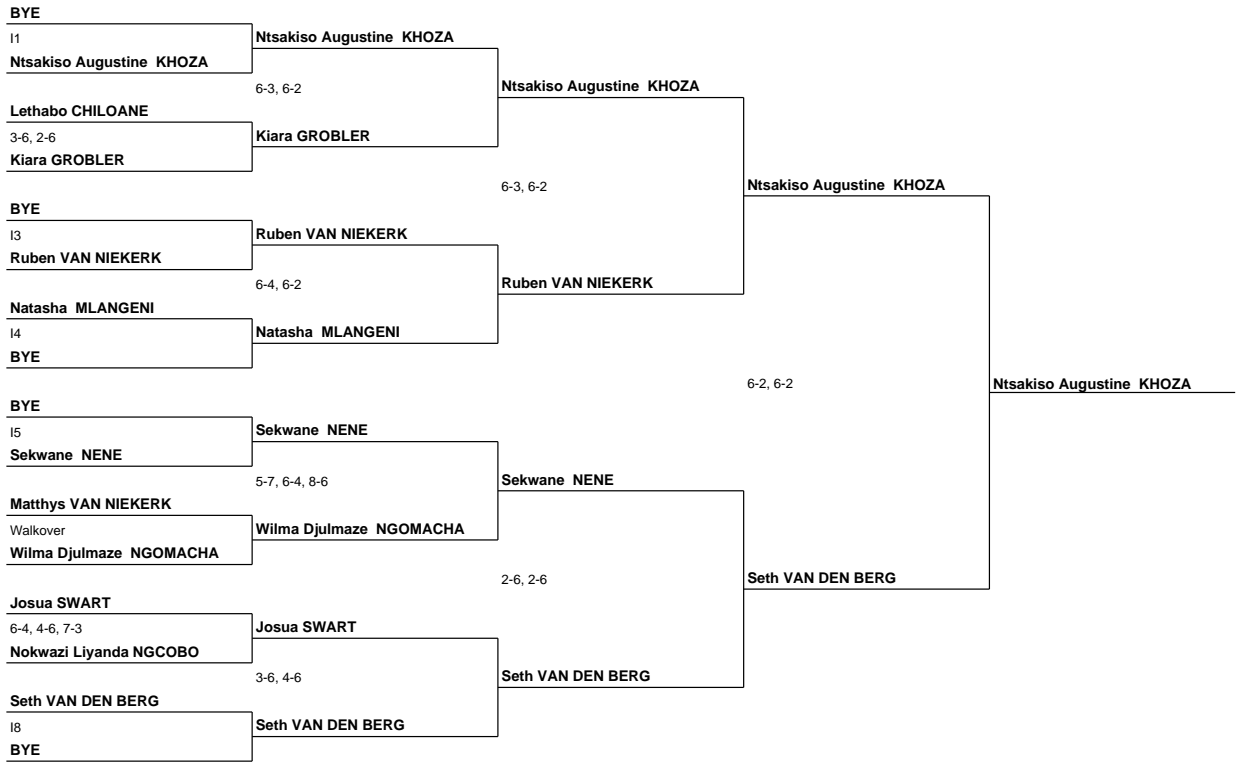 BYE
I1
Ntsakiso Augustine KHOZA
Lethabo CHILOANE
3-6, 2-6
Kiara GROBLER
BYE
I3
Ruben VAN NIEKERK
Natasha MLANGENI
I4
BYE
BYE
I5
Sekwane NENE
Matthys VAN NIEKERK
Walkover
Wilma Djulmaze NGOMACHA
Josua SWART
6-4, 4-6, 7-3
Nokwazi Liyanda NGCOBO
Seth VAN DEN BERG
I8
BYE
Ntsakiso Augustine KHOZA
6-3, 6-2
Kiara GROBLER
Ruben VAN NIEKERK
6-4, 6-2
Natasha MLANGENI
Sekwane NENE
5-7, 6-4, 8-6
Wilma Djulmaze NGOMACHA
Josua SWART
3-6, 4-6
Seth VAN DEN BERG
Ntsakiso Augustine KHOZA
6-3, 6-2
Ruben VAN NIEKERK
Sekwane NENE
2-6, 2-6
Seth VAN DEN BERG
Ntsakiso Augustine KHOZA
6-2, 6-2
Seth VAN DEN BERG
Ntsakiso Augustine KHOZA